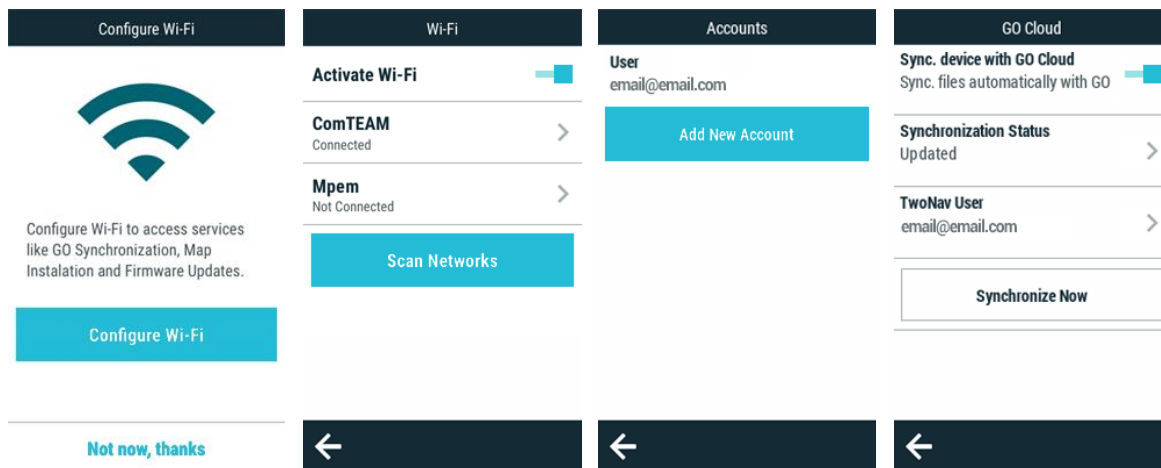 Configure Wi-Fi
Configure Wi-Fi to access services
like GO Synchronization, Map
Instalation and Firmware Updates.
Configure Wi-Fi
Not now, thanks
Wi-Fi
Activate Wi-Fi
ComTEAM
Connected
Mpem
Not Connected
Scan Networks
Accounts
User
email@email.com
Add New Account
GO Cloud
Sync. device with GO Cloud
Sync. files automatically with GO
Synchronization Status
Updated
TwoNav User
email@email.com
Synchronize Now